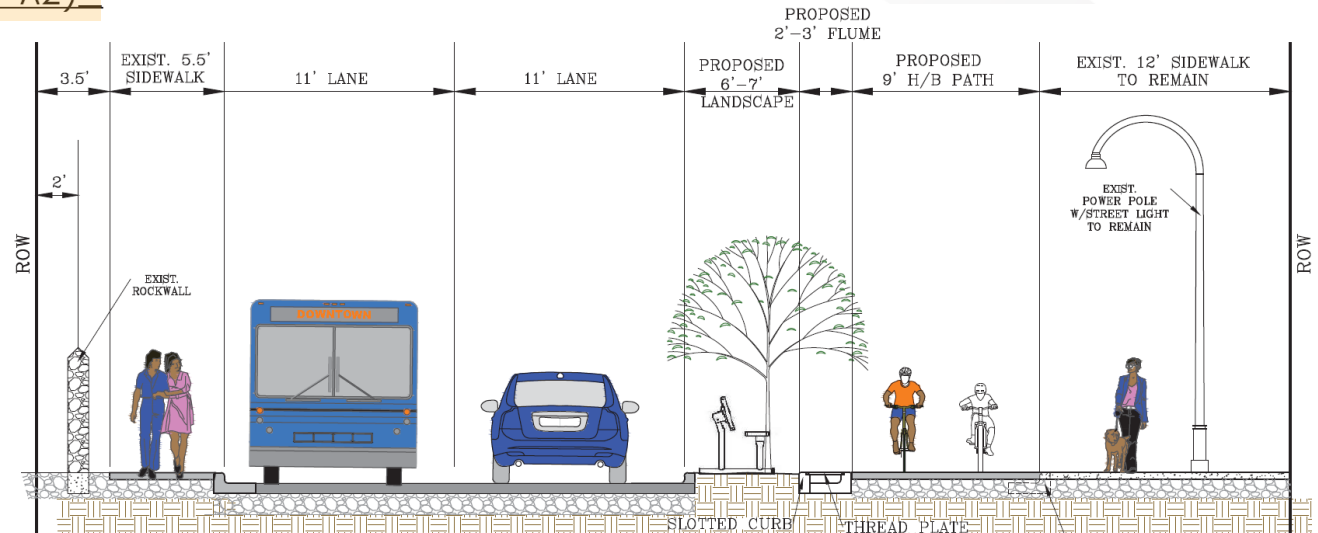 PROPOSED
2'-3' FLUME
3.5'
EXIST. 5.5'
SIDEWALK
11' LANE
11' LANE
PROPOSED
6'-7'
LANDSCAPE
PROPOSED
9' H/B PATH
EXIST. 12' SIDEWALK
TO REMAIN
2'
EXIST.
POWER POLE
W/STREET LIGHT
TO REMAIN
ROW
ROW
EXIST.
ROCKWALL
DOWNTOWN
SLOTTED CURB
THREAD PLATE